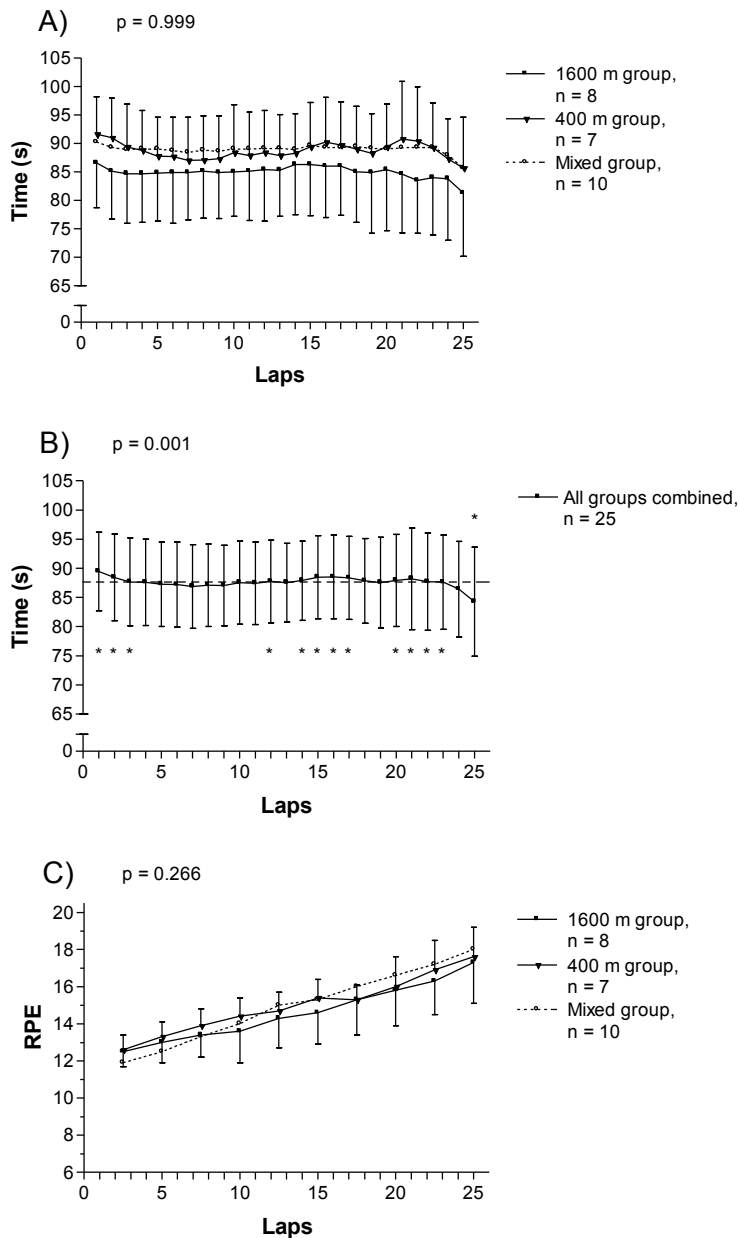 A)
p = 0.999
105
100
95
90
85
80
75
70
65
0
Time (s)
0 5 10 15 20 25
Laps
1600 m group,
n = 8
400 m group,
n = 7
Mixed group,
n = 10
B)
p = 0.001
105
100
95
90
85
80
75
70
65
0
Time (s)
*
* * * * * * * * * * * *
0 5 10 15 20 25
Laps
All groups combined,
n = 25
C)
p = 0.266
20
18
16
14
12
10
8
6
RPE
0 5 10 15 20 25
Laps
1600 m group,
n = 8
400 m group,
n = 7
Mixed group,
n = 10